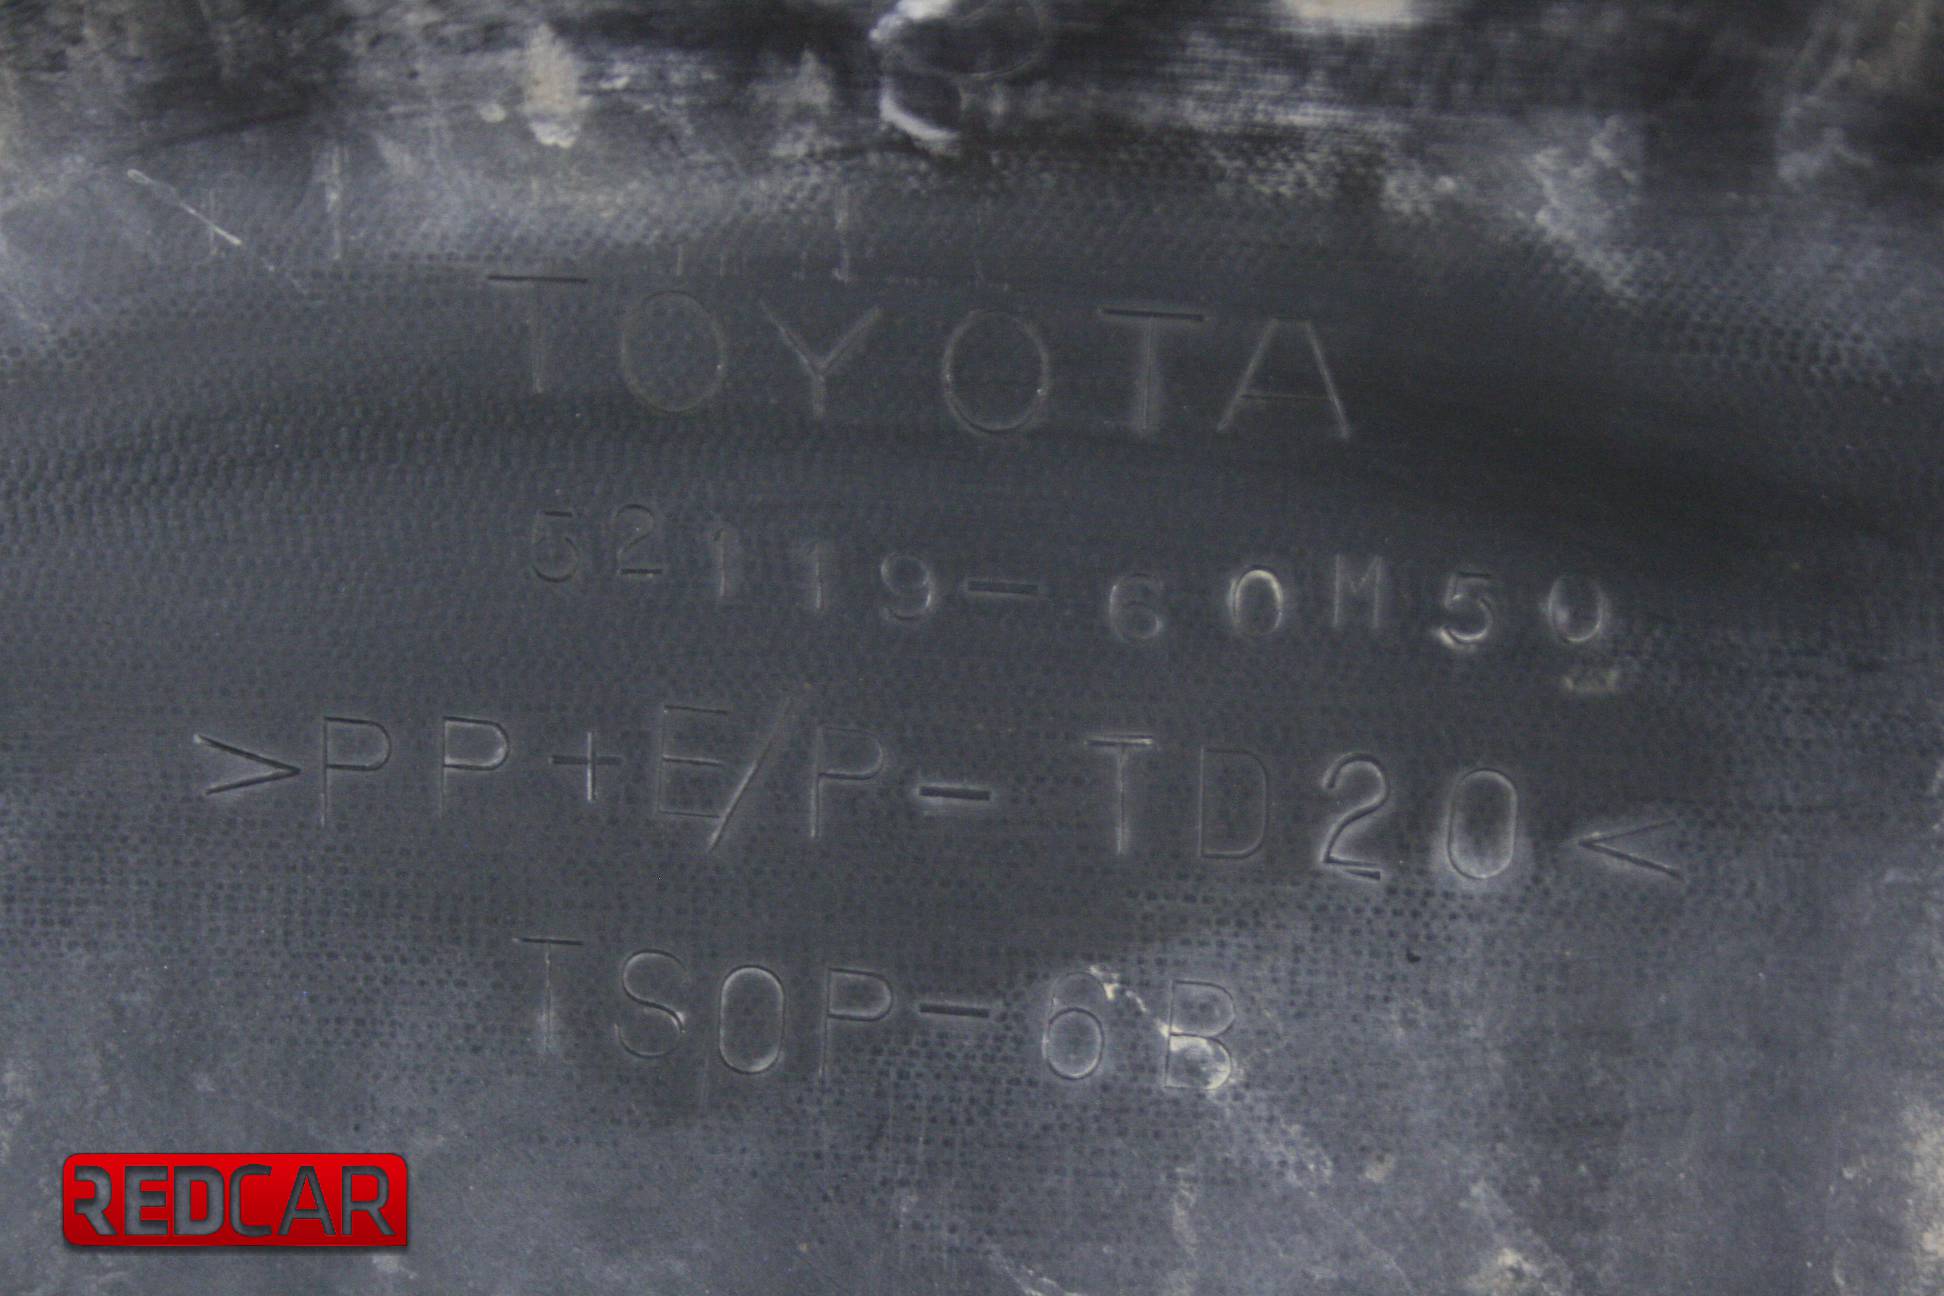 TOYOTA
52119-60M50
>PP+E/P-TD20<
TSOP-6B
REDCAR